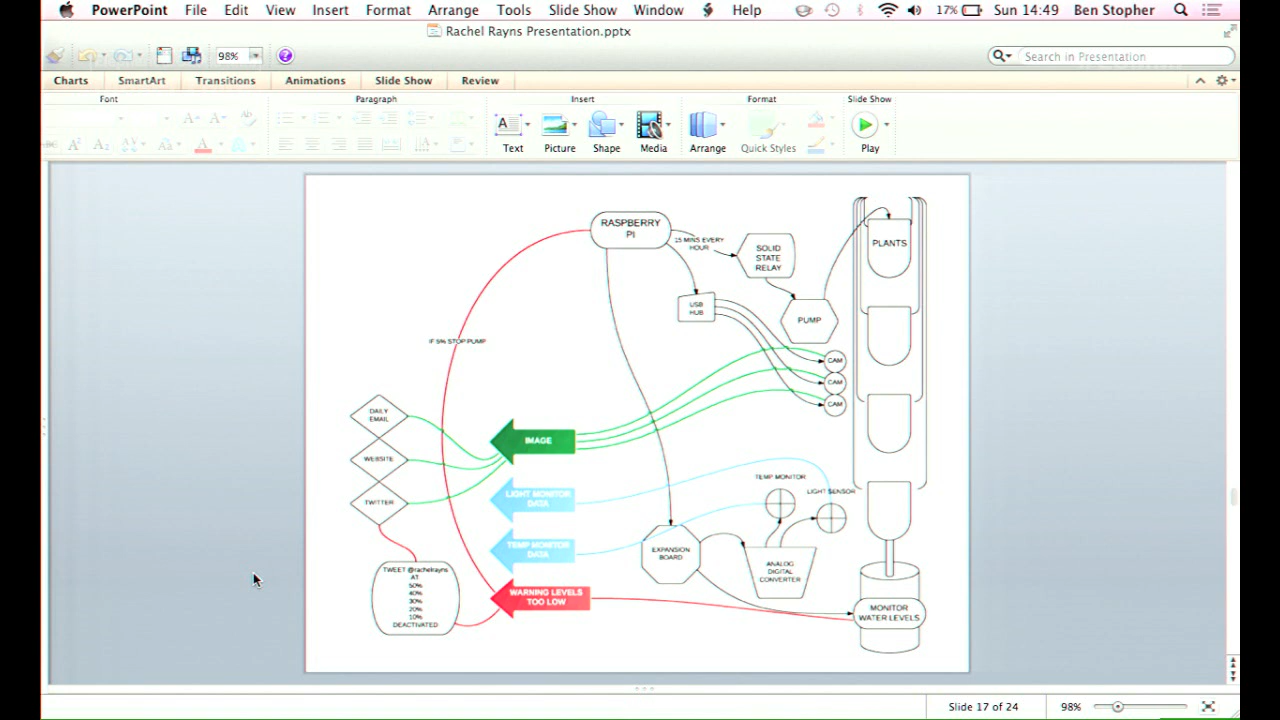 PowerPoint File Edit View Insert Format Arrange Tools Slide Show Window Help 17% Sun 14:49 Ben Stopher
Rachel Rayns Presentation.pptx
98% Search in Presentation
Charts SmartArt Transitions Animations Slide Show Review
Font Paragraph Insert Format Slide Show
Text Picture Shape Media Arrange Quick Styles Play
RASPBERRY
PI
15 MINS EVERY
HOUR
SOLID
STATE
RELAY
PLANTS
USB
HUB
PUMP
IF 5% STOP PUMP
CAM
CAM
CAM
DAILY
EMAIL
WEBSITE
TWITTER
IMAGE
LIGHT MONITOR
DATA
TEMP MONITOR
DATA
WARNING LEVELS
TOO LOW
TEMP MONITOR
LIGHT SENSOR
EXPANSION
BOARD
ANALOG
DIGITAL
CONVERTER
MONITOR
WATER LEVELS
TWEET @rachelrayns
AT
50%
40%
30%
20%
10%
DEACTIVATED
Slide 17 of 24 98%